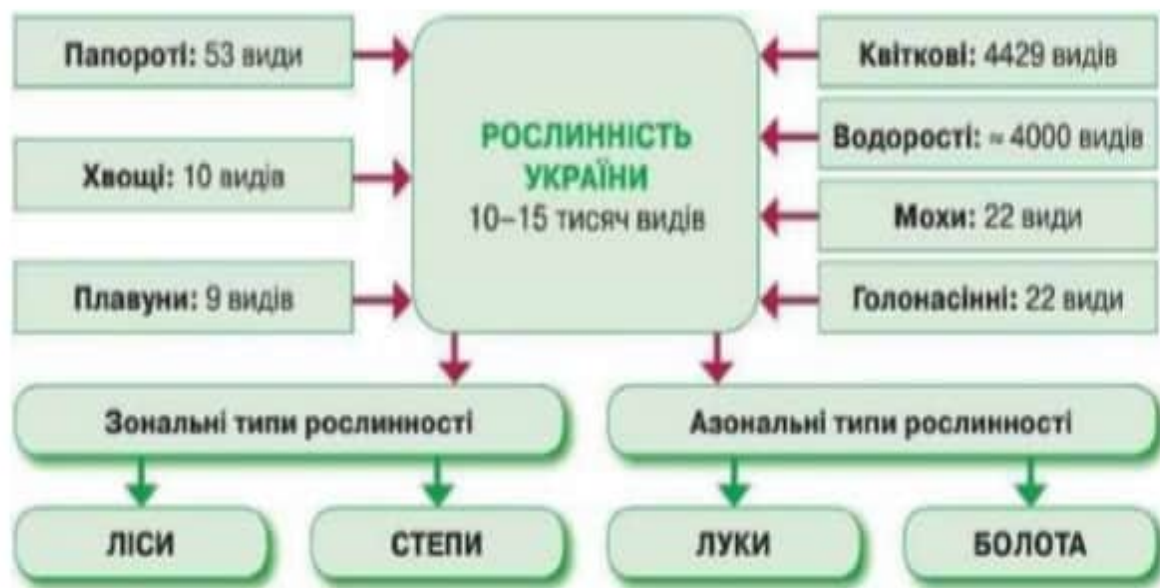 Папороті: 53 види
Хвощі: 10 видів
Плавуни: 9 видів
РОСЛИННІСТЬ
УКРАЇНИ
10–15 тисяч видів
Квіткові: 4429 видів
Водорості: ≈ 4000 видів
Мохи: 22 види
Голонасінні: 22 види
Зональні типи рослинності
Азональні типи рослинності
ЛІСИ
СТЕПИ
ЛУКИ
БОЛОТА